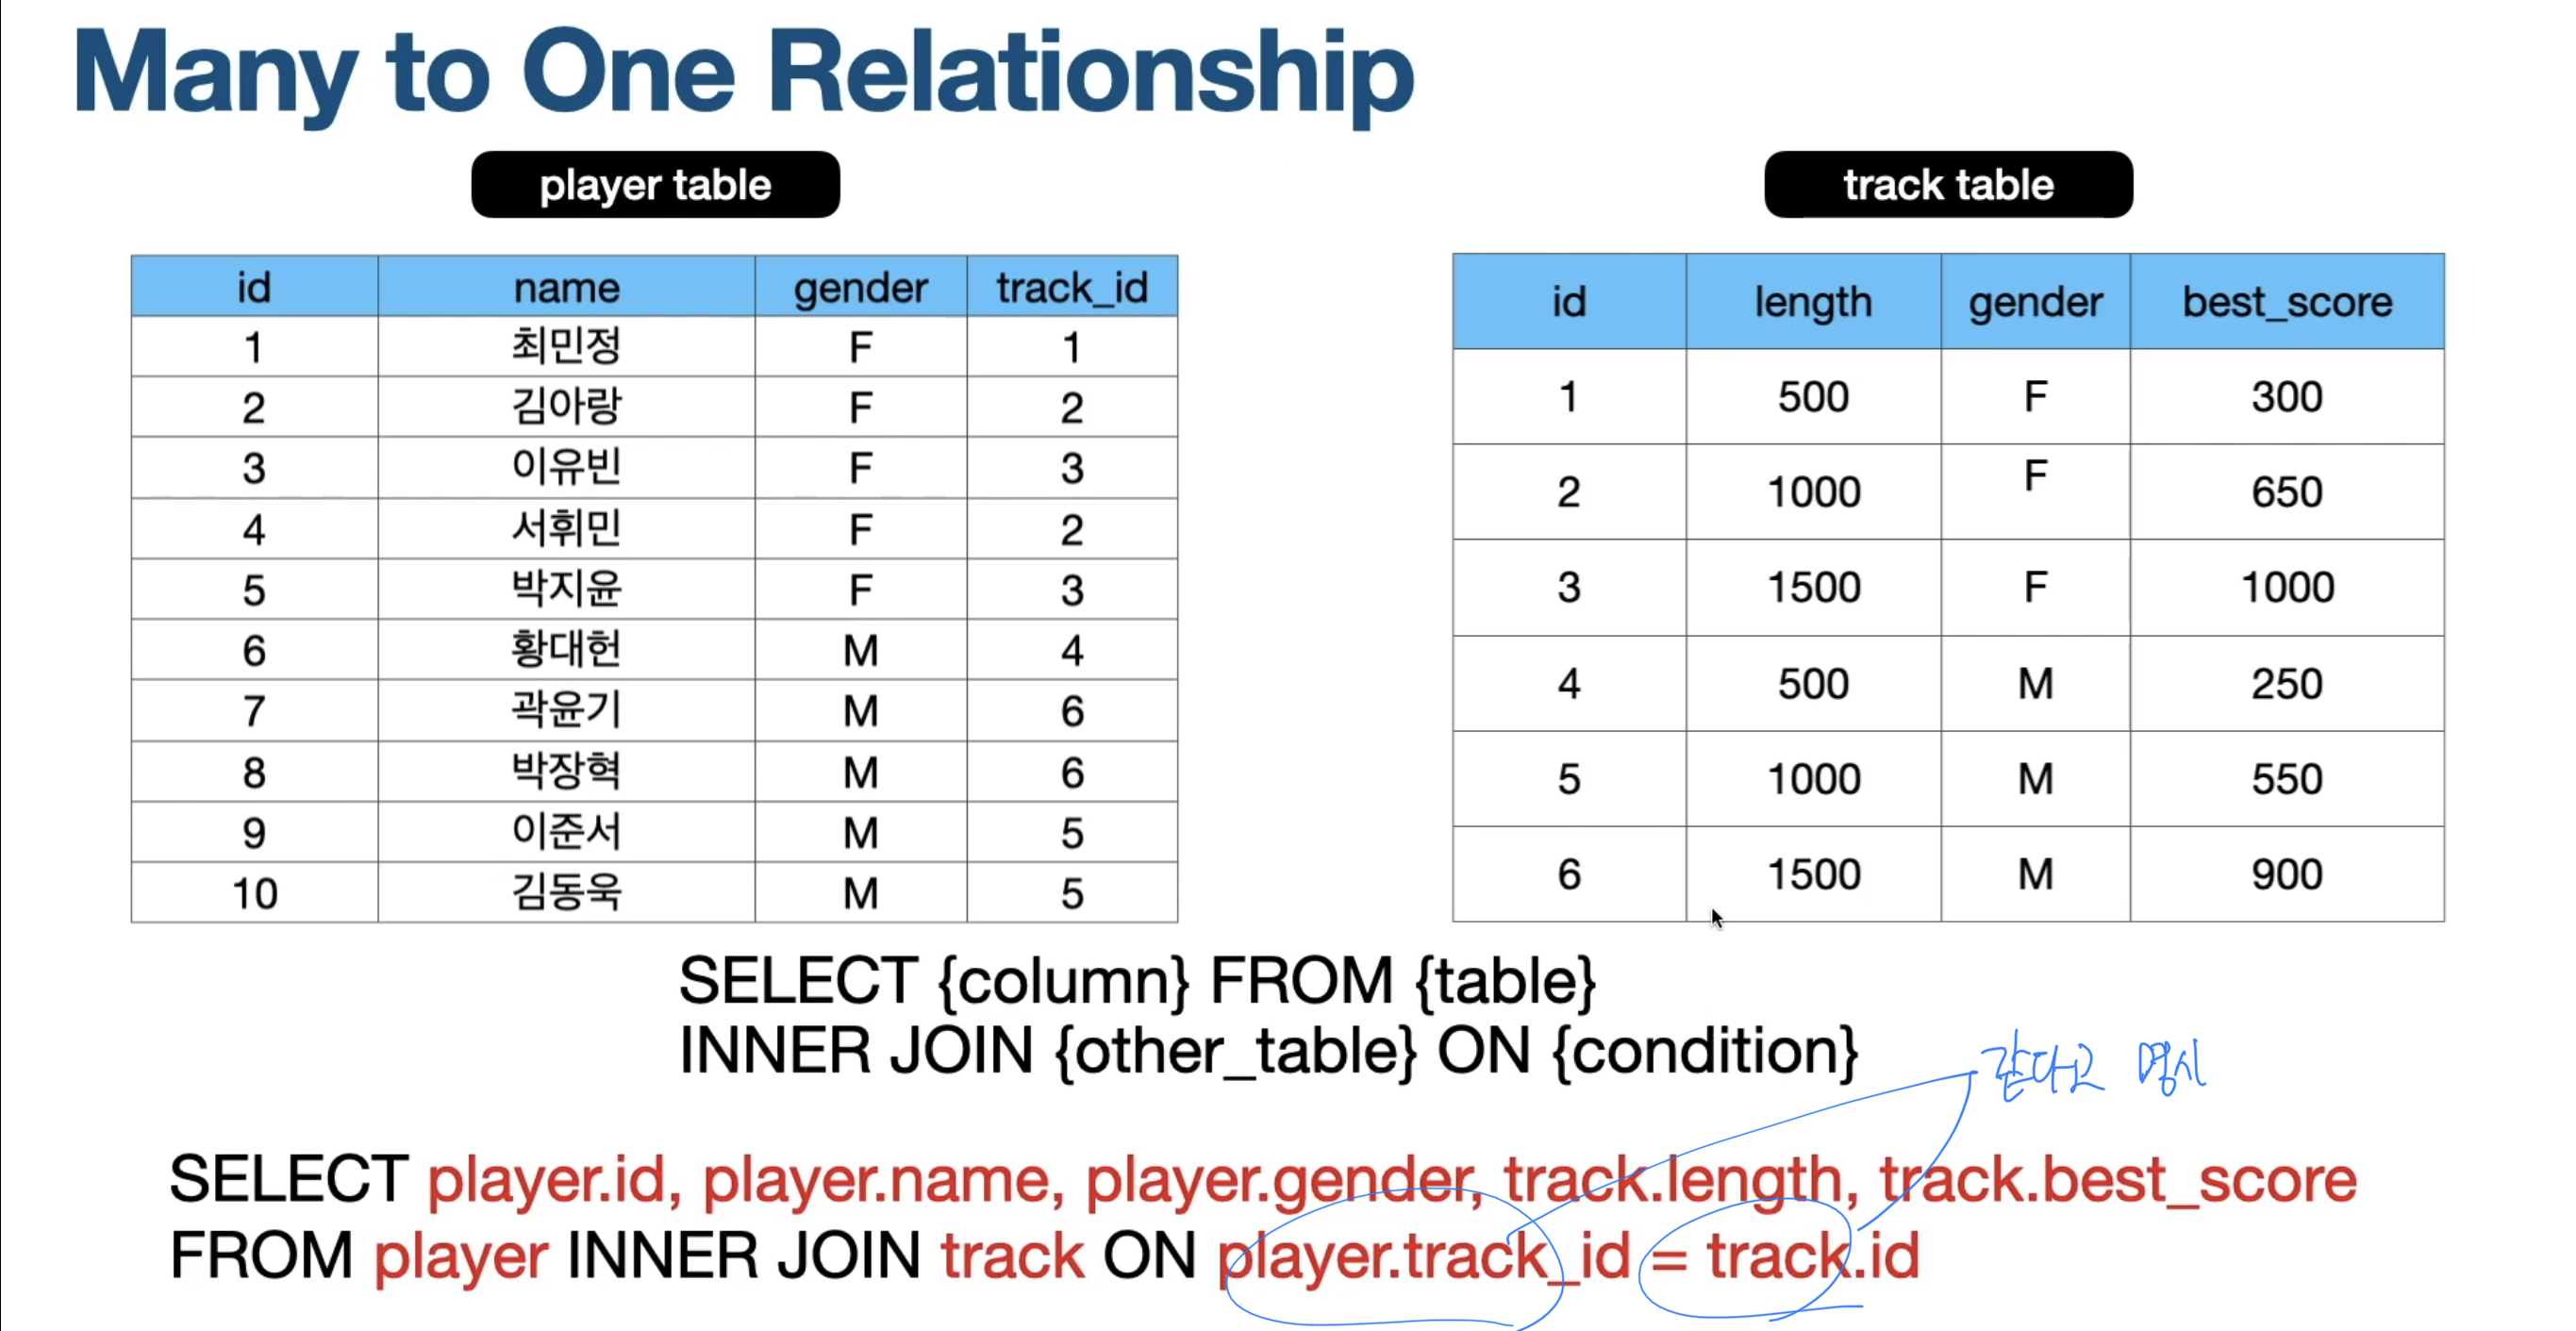 Many to One Relationship
player table
id name gender track_id
1 최민정 F 1
2 김아랑 F 2
3 이유빈 F 3
4 서휘민 F 2
5 박지윤 F 3
6 황대헌 M 4
7 곽윤기 M 6
8 박장혁 M 6
9 이준서 M 5
10 김동욱 M 5
track table
id length gender best_score
1 500 F 300
2 1000 F 650
3 1500 F 1000
4 500 M 250
5 1000 M 550
6 1500 M 900
SELECT {column} FROM {table}
INNER JOIN {other_table} ON {condition}
같다고 명시
SELECT player.id, player.name, player.gender, track.length, track.best_score
FROM player INNER JOIN track ON player.track_id = track.id